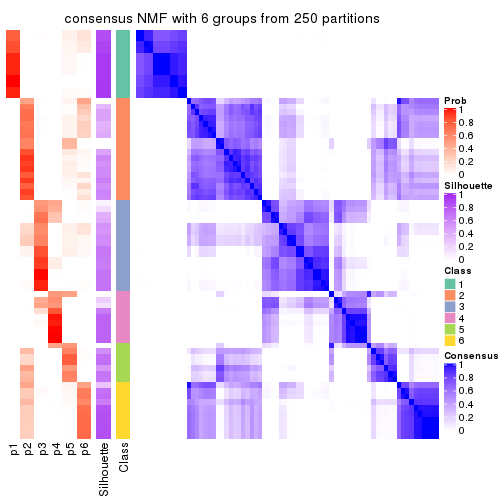 consensus NMF with 6 groups from 250 partitions
Prob
1
0.8
0.6
0.4
0.2
0
Silhouette
1
0.8
0.6
0.4
0.2
0
Class
1
2
3
4
5
6
Consensus
1
0.8
0.6
0.4
0.2
0
p1
p2
p3
p4
p5
p6
Silhouette
Class